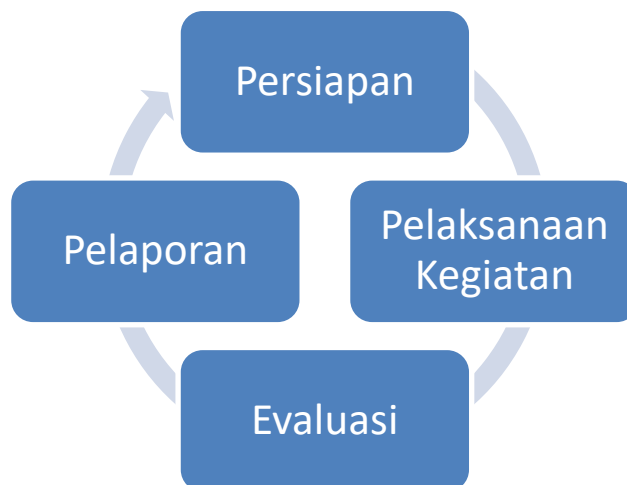 Persiapan
Pelaksanaan
Kegiatan
Evaluasi
Pelaporan